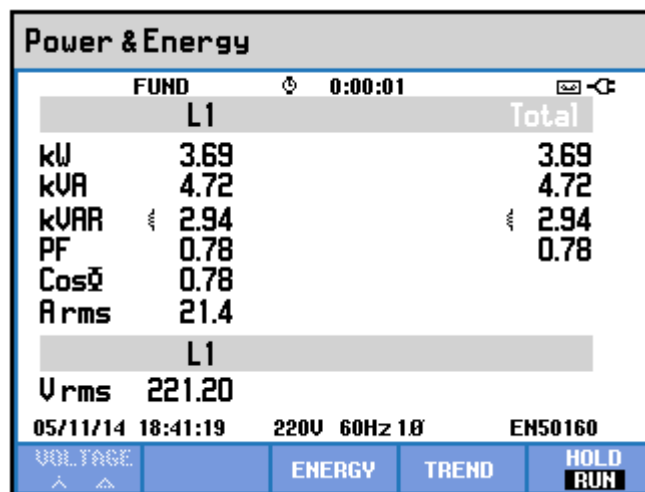 Power & Energy
FUND 0:00:01
L1 Total
kW 3.69 3.69
kVA 4.72 4.72
kVAR 2.94 2.94
PF 0.78 0.78
CosΦ 0.78
A rms 21.4
L1
V rms 221.20
05/11/14 18:41:19 220V 60Hz 1Ø EN50160
VOLTAGE ENERGY TREND HOLD
RUN